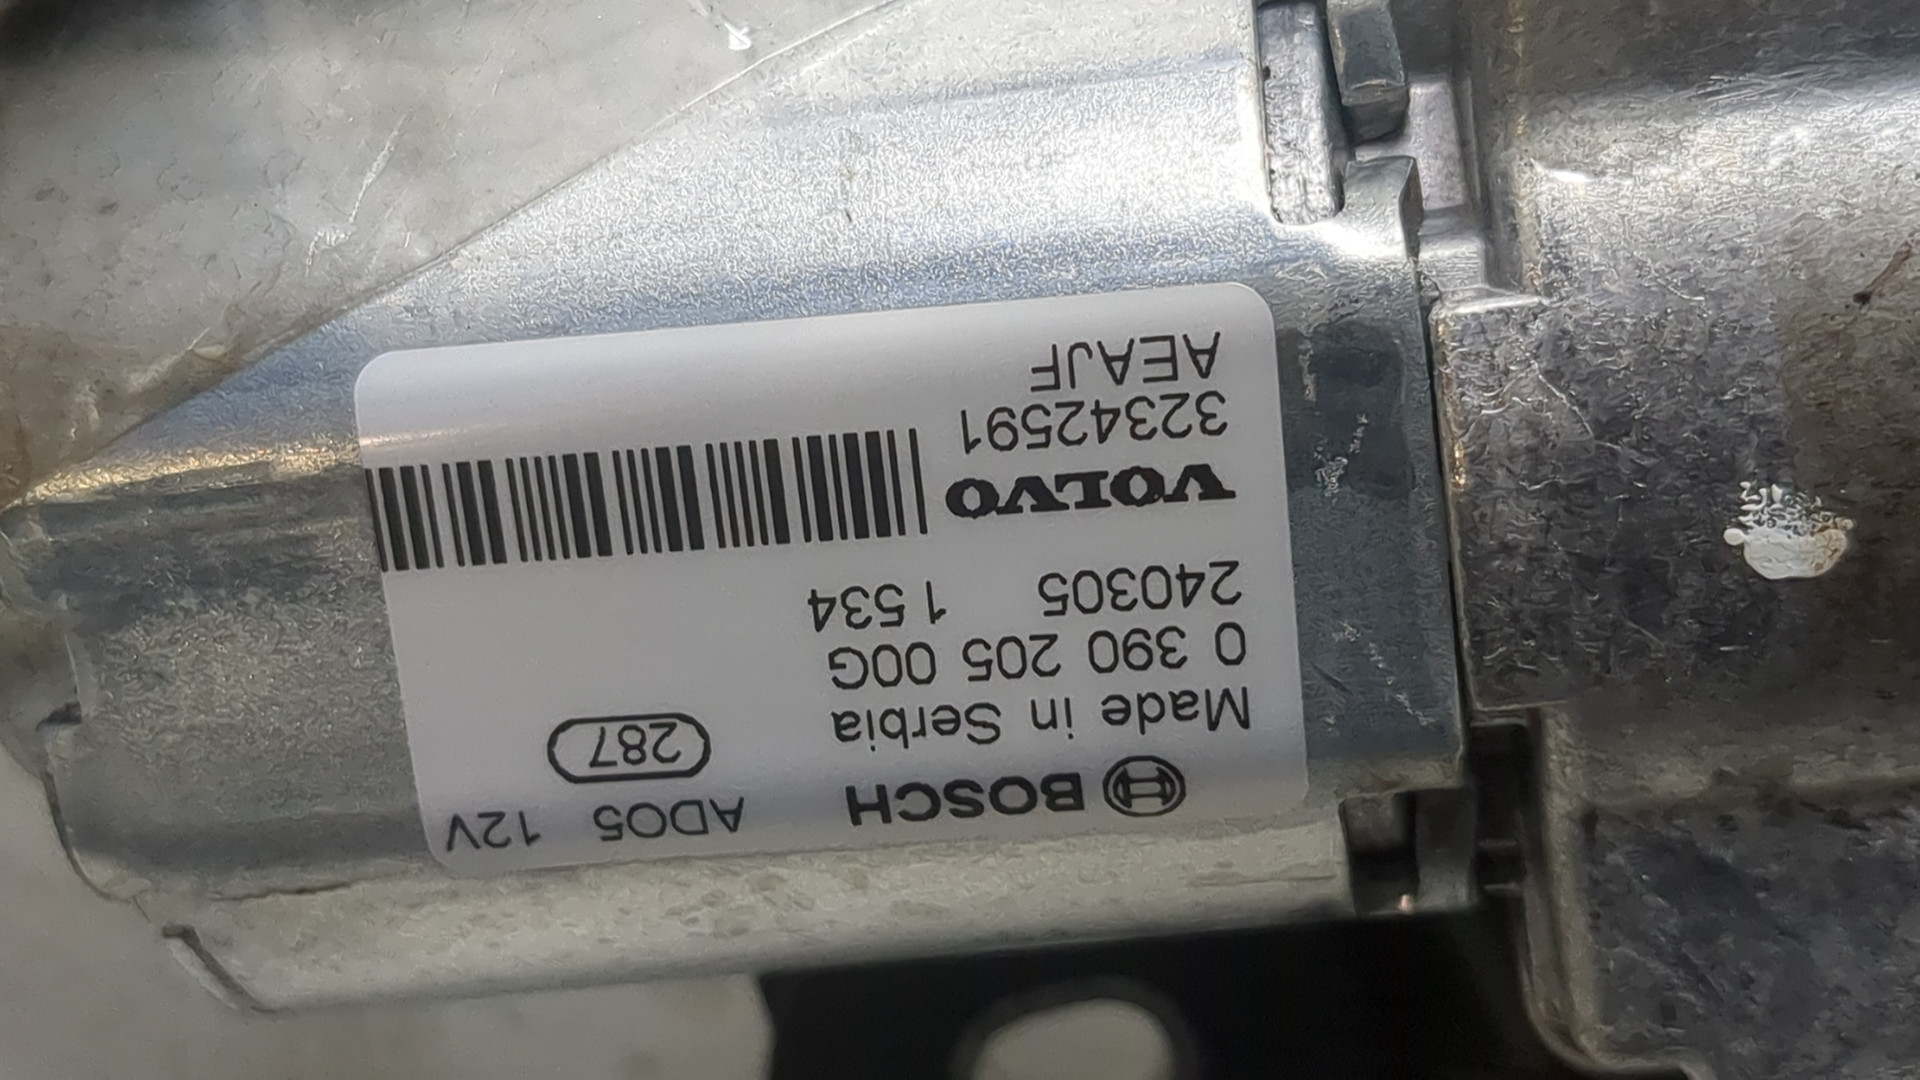 BOSCH AD05 12V
Made in Serbia 287
0 390 205 00G
240305 1 534
VOLVO
32342591
AEAJF